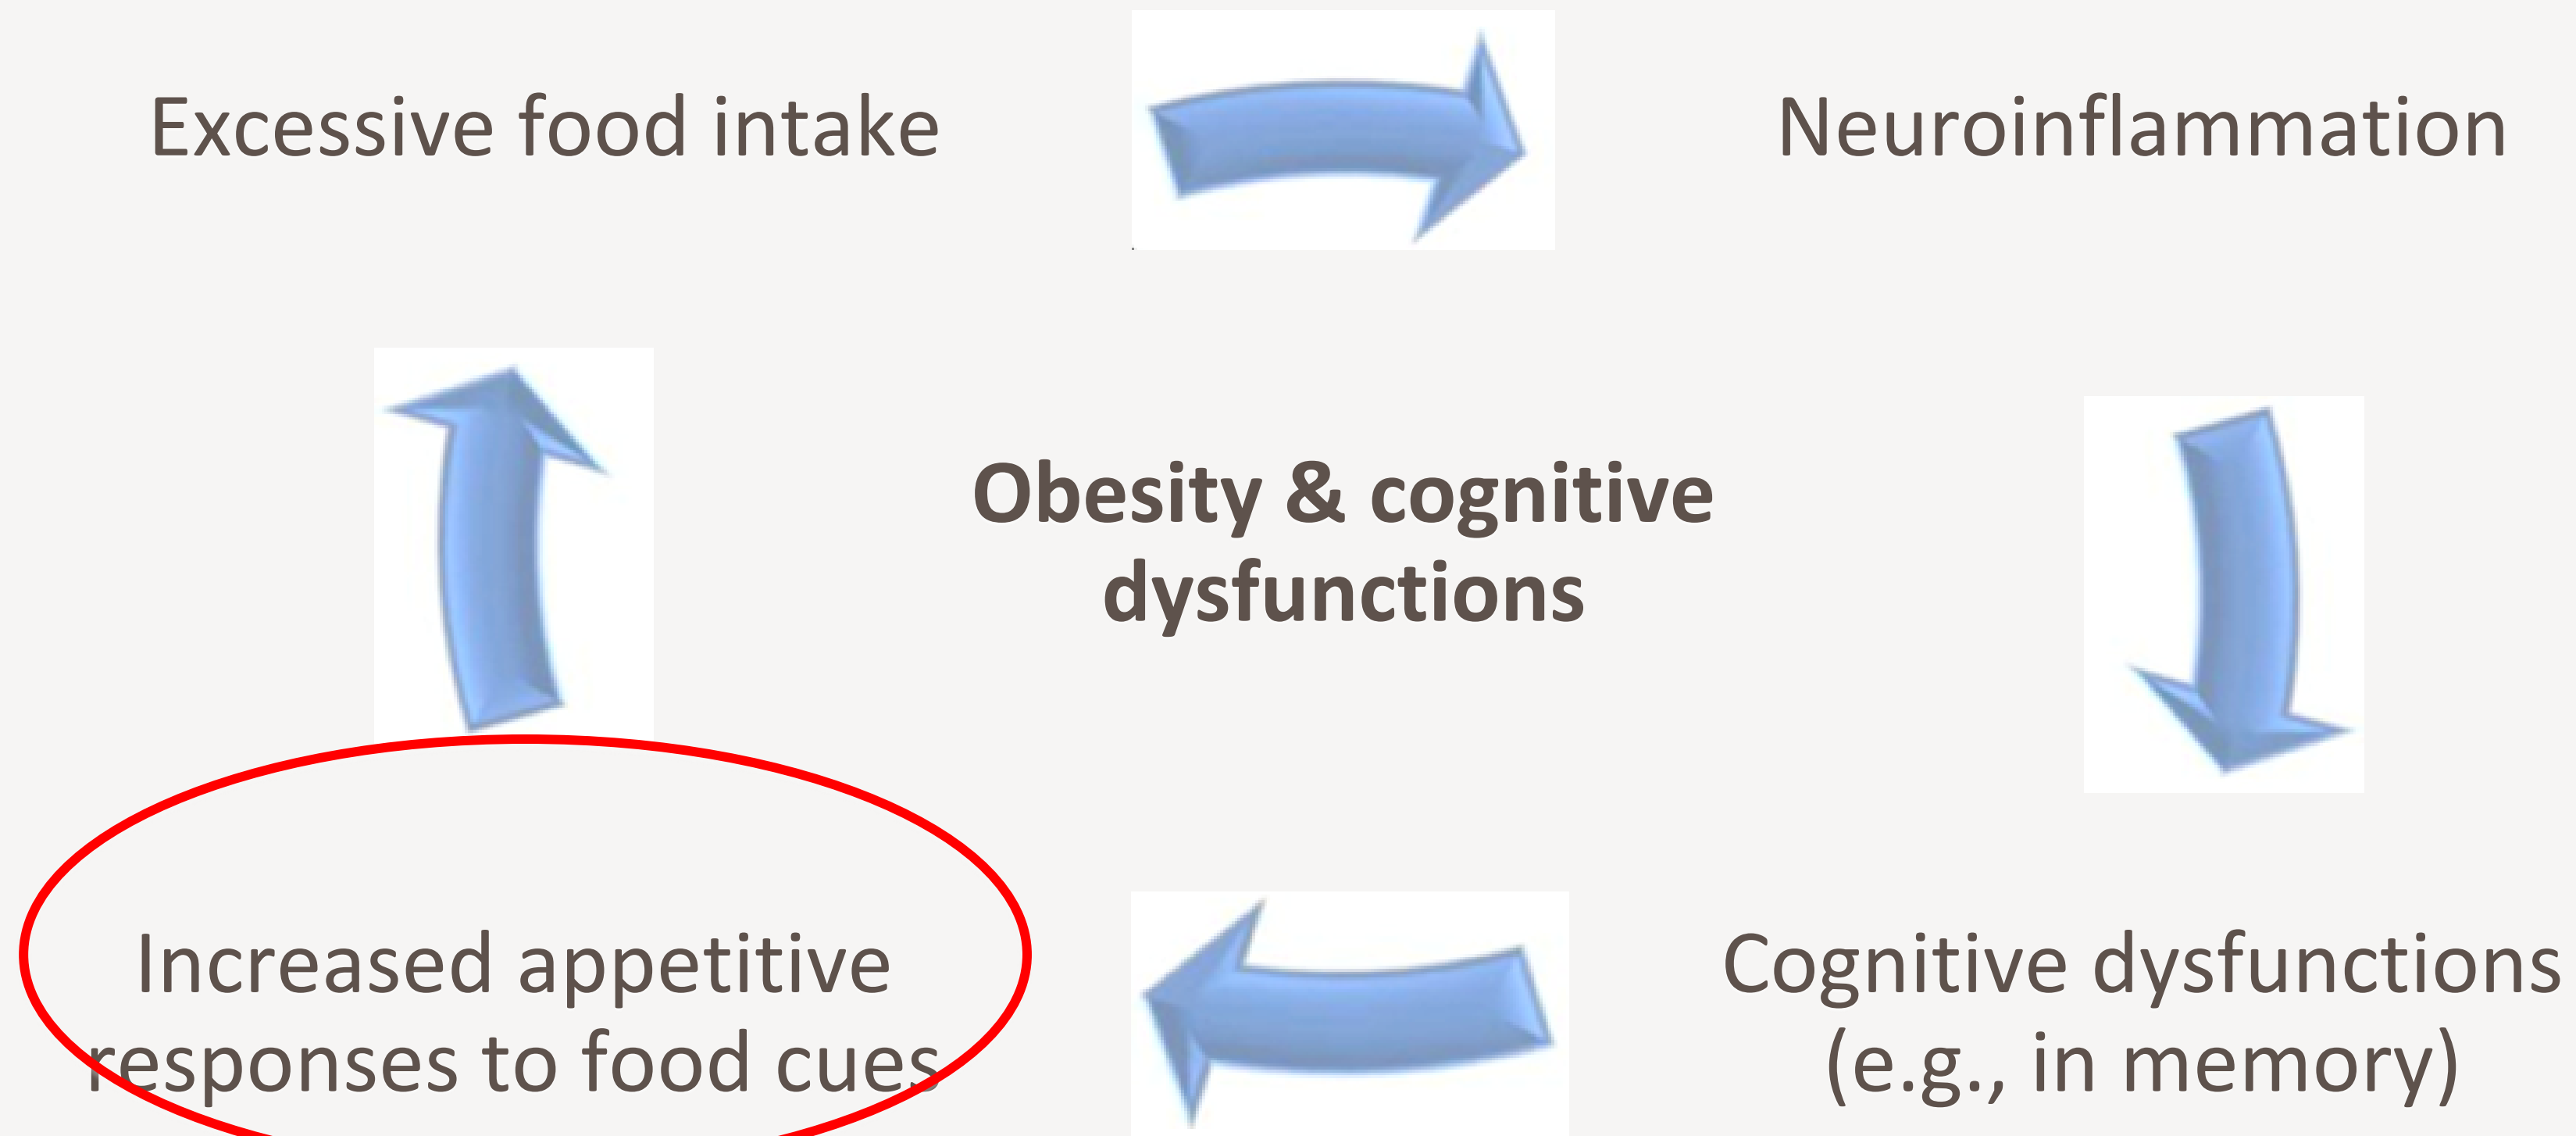 Excessive food intake
Neuroinflammation
Obesity & cognitive
dysfunctions
Increased appetitive
responses to food cues
Cognitive dysfunctions
(e.g., in memory)